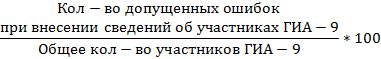 Кол − во допущенных ошибок
при внесении сведений об участниках ГИА − 9
Общее кол − во участников ГИА − 9
* 100